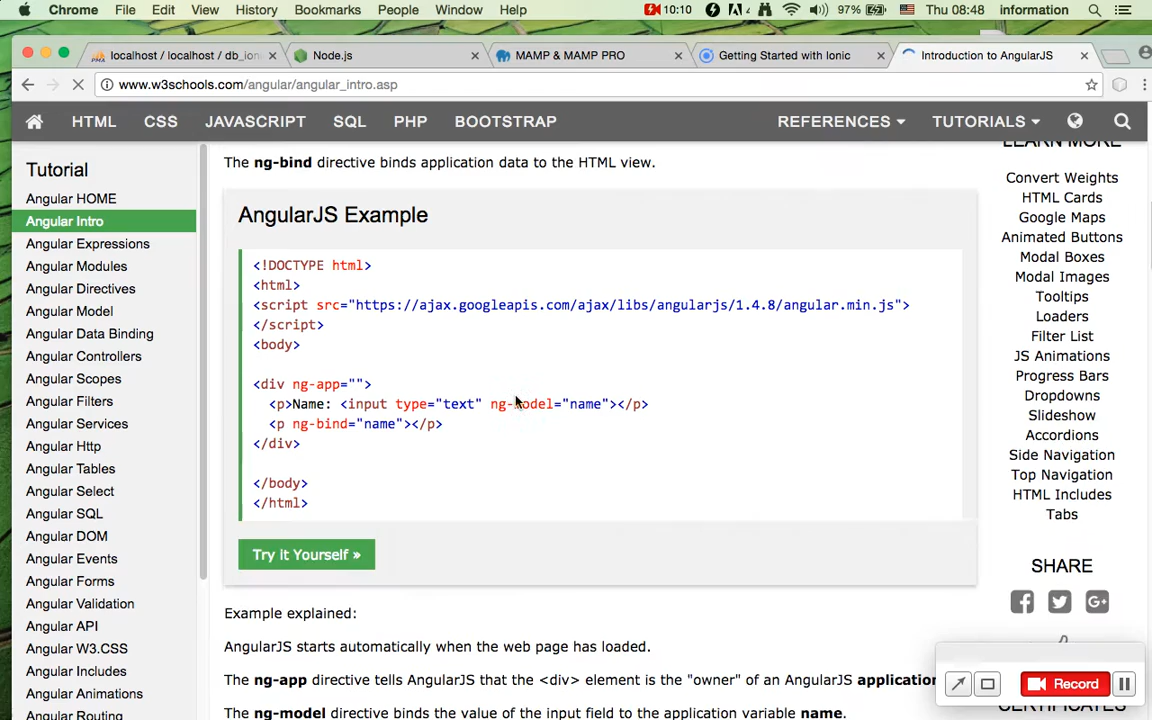 Chrome File Edit View History Bookmarks People Window Help 10:10 4 97% Thu 08:48 information
localhost / localhost / db_ion × Node.js × MAMP & MAMP PRO × Getting Started with Ionic × Introduction to AngularJS ×
www.w3schools.com/angular/angular_intro.asp
HTML CSS JAVASCRIPT SQL PHP BOOTSTRAP REFERENCES TUTORIALS
Tutorial
Angular HOME
Angular Intro
Angular Expressions
Angular Modules
Angular Directives
Angular Model
Angular Data Binding
Angular Controllers
Angular Scopes
Angular Filters
Angular Services
Angular Http
Angular Tables
Angular Select
Angular SQL
Angular DOM
Angular Events
Angular Forms
Angular Validation
Angular API
Angular W3.CSS
Angular Includes
Angular Animations
Angular Routing
The ng-bind directive binds application data to the HTML view.
AngularJS Example
<!DOCTYPE html>
<html>
<script src="https://ajax.googleapis.com/ajax/libs/angularjs/1.4.8/angular.min.js">
</script>
<body>
<div ng-app="">
<p>Name: <input type="text" ng-model="name"></p>
<p ng-bind="name"></p>
</div>
</body>
</html>
Try it Yourself »
Example explained:
AngularJS starts automatically when the web page has loaded.
The ng-app directive tells AngularJS that the <div> element is the "owner" of an AngularJS application
The ng-model directive binds the value of the input field to the application variable name.
LEARN MORE
Convert Weights
HTML Cards
Google Maps
Animated Buttons
Modal Boxes
Modal Images
Tooltips
Loaders
Filter List
JS Animations
Progress Bars
Dropdowns
Slideshow
Accordions
Side Navigation
Top Navigation
HTML Includes
Tabs
SHARE
Record
CERTIFICATES